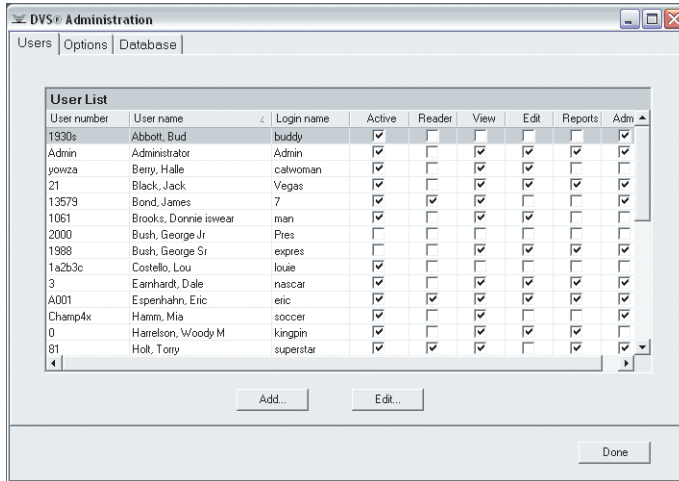 DVS® Administration
Users Options Database
User List
User number User name Login name Active Reader View Edit Reports Adm
1930s Abbott, Bud buddy
Admin Administrator Admin
yowza Berry, Halle catwoman
21 Black, Jack Vegas
13579 Bond, James 7
1061 Brooks, Donnie iswear man
2000 Bush, George Jr Pres
1988 Bush, George Sr expres
1a2b3c Costello, Lou louie
3 Earnhardt, Dale nascar
A001 Espenhahn, Eric eric
Champ4x Hamm, Mia soccer
0 Harrelson, Woody M kingpin
81 Holt, Torry superstar
Add... Edit...
Done